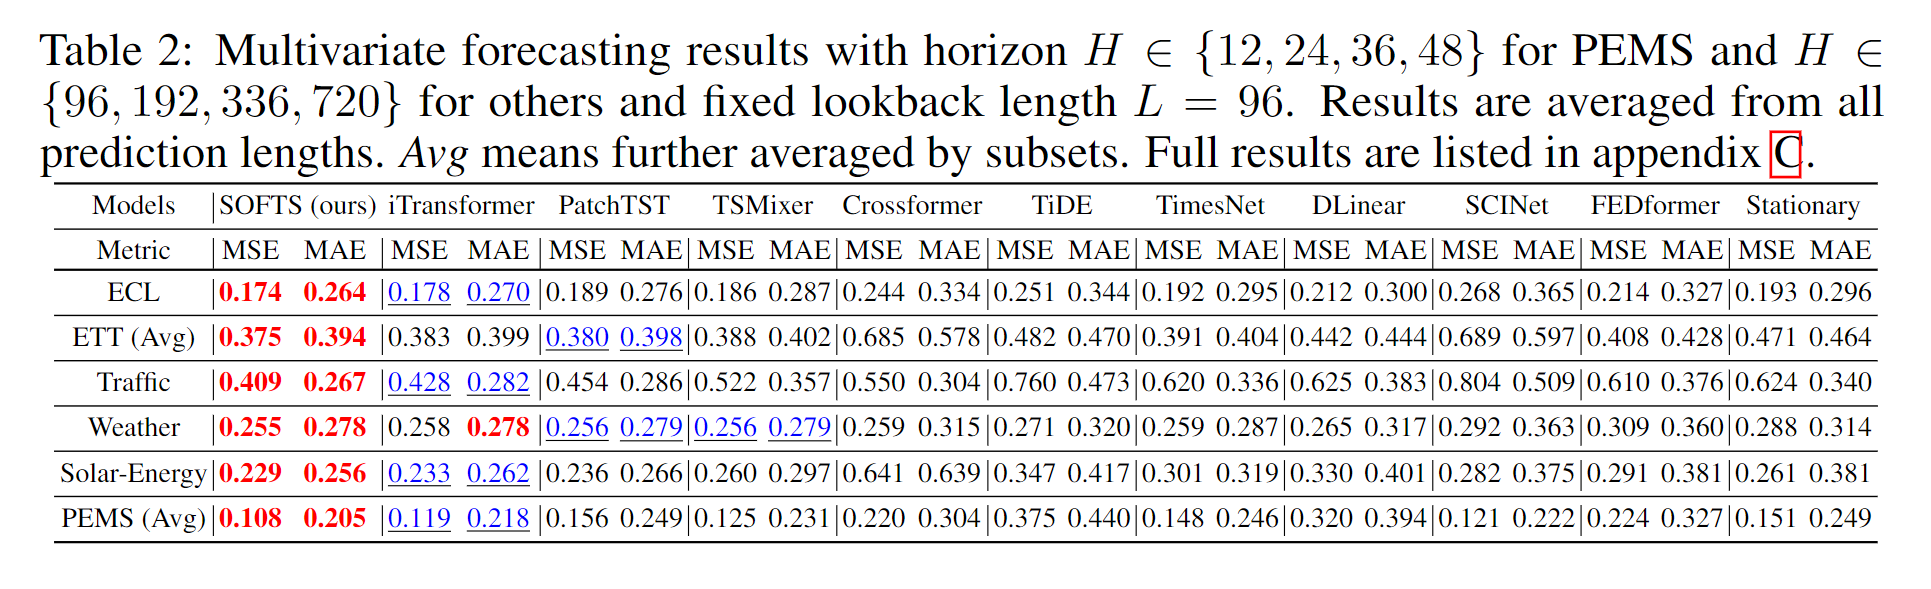 Table 2: Multivariate forecasting results with horizon H ∈ {12, 24, 36, 48} for PEMS and H ∈
{96, 192, 336, 720} for others and fixed lookback length L = 96. Results are averaged from all
prediction lengths. Avg means further averaged by subsets. Full results are listed in appendix C.
Models SOFTS (ours) iTransformer PatchTST TSMixer Crossformer TiDE TimesNet DLinear SCINet FEDformer Stationary
Metric MSE MAE MSE MAE MSE MAE MSE MAE MSE MAE MSE MAE MSE MAE MSE MAE MSE MAE MSE MAE MSE MAE
ECL 0.174 0.264 0.178 0.270 0.189 0.276 0.186 0.287 0.244 0.334 0.251 0.344 0.192 0.295 0.212 0.300 0.268 0.365 0.214 0.327 0.193 0.296
ETT (Avg) 0.375 0.394 0.383 0.399 0.380 0.398 0.388 0.402 0.685 0.578 0.482 0.470 0.391 0.404 0.442 0.444 0.689 0.597 0.408 0.428 0.471 0.464
Traffic 0.409 0.267 0.428 0.282 0.454 0.286 0.522 0.357 0.550 0.304 0.760 0.473 0.620 0.336 0.625 0.383 0.804 0.509 0.610 0.376 0.624 0.340
Weather 0.255 0.278 0.258 0.278 0.256 0.279 0.256 0.279 0.259 0.315 0.271 0.320 0.259 0.287 0.265 0.317 0.292 0.363 0.309 0.360 0.288 0.314
Solar-Energy 0.229 0.256 0.233 0.262 0.236 0.266 0.260 0.297 0.641 0.639 0.347 0.417 0.301 0.319 0.330 0.401 0.282 0.375 0.291 0.381 0.261 0.381
PEMS (Avg) 0.108 0.205 0.119 0.218 0.156 0.249 0.125 0.231 0.220 0.304 0.375 0.440 0.148 0.246 0.320 0.394 0.121 0.222 0.224 0.327 0.151 0.249